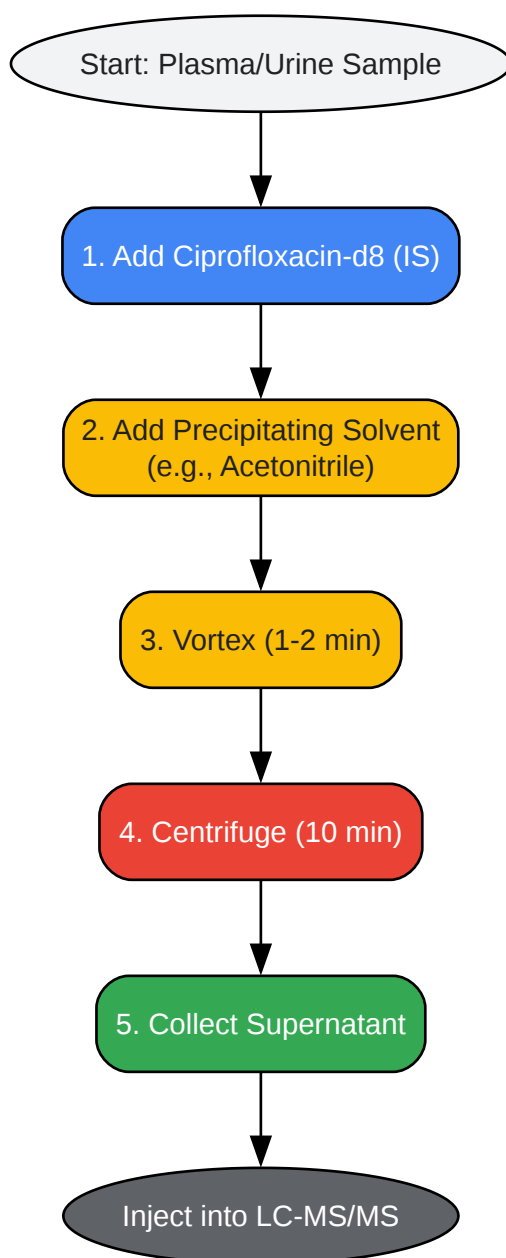 Start: Plasma/Urine Sample
1. Add Ciprofloxacin-d8 (IS)
2. Add Precipitating Solvent
(e.g., Acetonitrile)
3. Vortex (1-2 min)
4. Centrifuge (10 min)
5. Collect Supernatant
Inject into LC-MS/MS